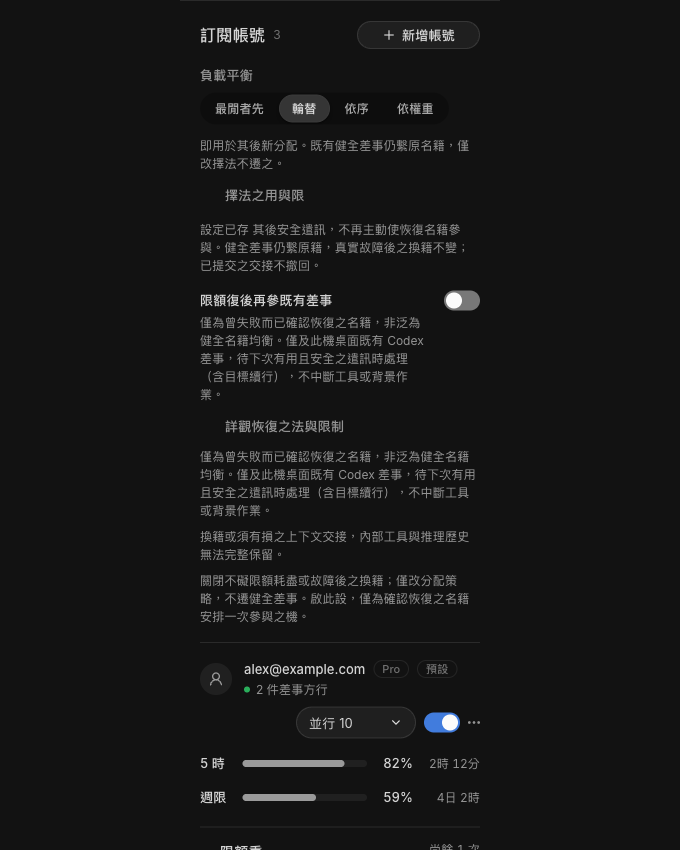 訂閱帳號 3
＋ 新增帳號
負載平衡
最閒者先 輪替 依序 依權重
即用於其後新分配。既有健全差事仍繫原名籍，僅
改擇法不遷之。
擇法之用與限
設定已存 其後安全遣訊，不再主動使恢復名籍參
與。健全差事仍繫原籍，真實故障後之換籍不變；
已提交之交接不撤回。
限額復後再參既有差事
僅為曾失敗而已確認恢復之名籍，非泛為
健全名籍均衡。僅及此機桌面既有 Codex
差事，待下次有用且安全之遣訊時處理
（含目標續行），不中斷工具或背景作
業。
詳觀恢復之法與限制
僅為曾失敗而已確認恢復之名籍，非泛為健全名籍
均衡。僅及此機桌面既有 Codex 差事，待下次有用
且安全之遣訊時處理（含目標續行），不中斷工具
或背景作業。
換籍或須有損之上下文交接，內部工具與推理歷史
無法完整保留。
關閉不礙限額耗盡或故障後之換籍；僅改分配策
略，不遷健全差事。啟此設，僅為確認恢復之名籍
安排一次參與之機。
alex@example.com Pro 預設
2 件差事方行
並行 10
5 時 82% 2時 12分
週限 59% 4日 2時
限額重
尚餘 1 次